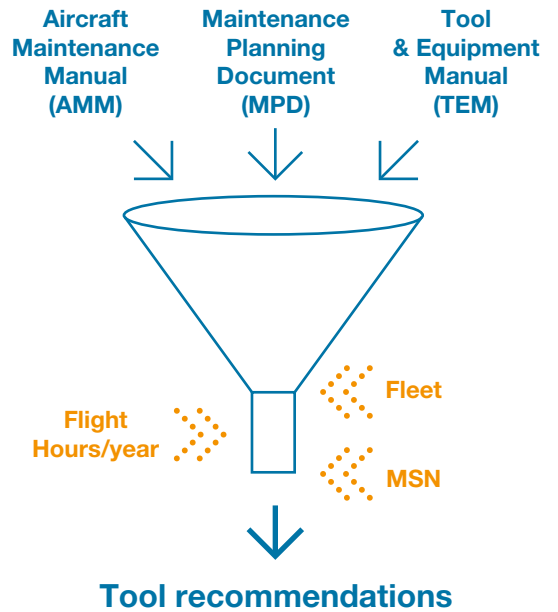 Aircraft
Maintenance
Manual
(AMM)
Maintenance
Planning
Document
(MPD)
Tool
& Equipment
Manual
(TEM)
Fleet
Flight
Hours/year
MSN
Tool recommendations